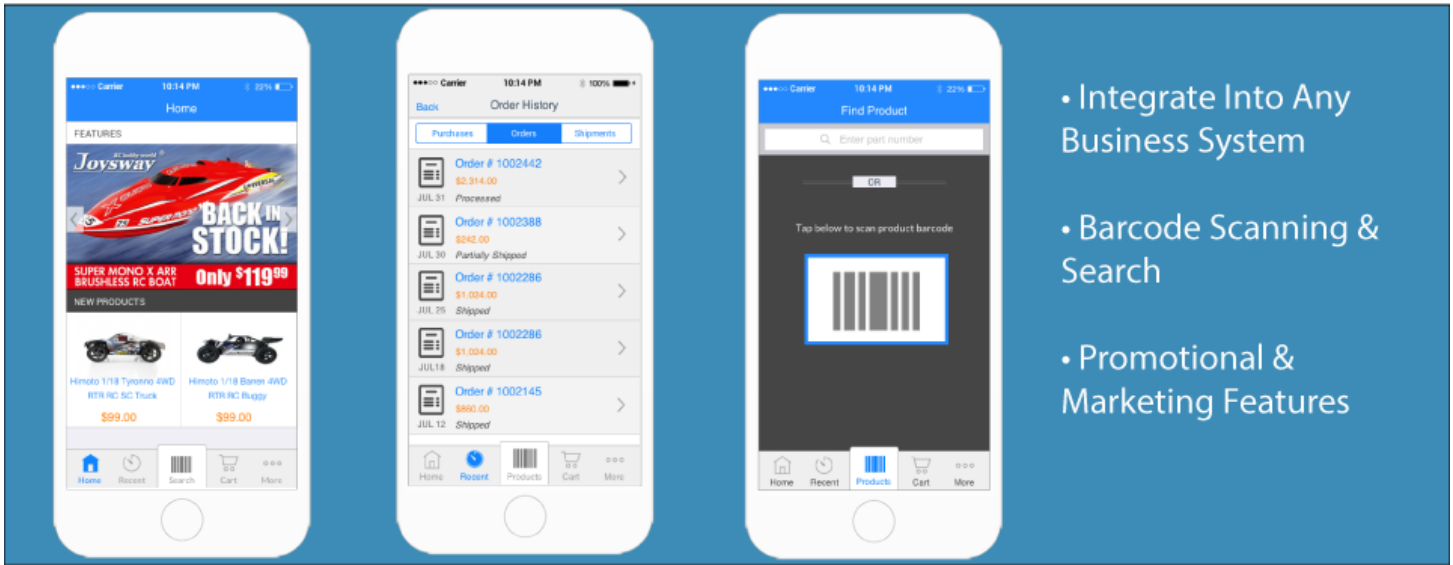 Carrier 10:14 PM 22%
Home
FEATURES
RC hobby world
Joysway
UNIVERSAL
SUPER MONO
BACK IN
STOCK!
SUPER MONO X ARR
BRUSHLESS RC BOAT
Only $119⁹⁹
NEW PRODUCTS
Himoto 1/18 Tyronno 4WD
RTR RC SC Truck
$99.00
Himoto 1/18 Barren 4WD
RTR RC Buggy
$99.00
Home Recent Search Cart More
Carrier 10:14 PM 100%
Back Order History
Purchases Orders Shipments
Order # 1002442
$2,314.00
JUL 31 Processed
Order # 1002388
$242.00
JUL 30 Partially Shipped
Order # 1002286
$1,024.00
JUL 25 Shipped
Order # 1002286
$1,024.00
JUL18 Shipped
Order # 1002145
$860.00
JUL 12 Shipped
Home Recent Products Cart More
Carrier 10:14 PM 22%
Find Product
Enter part number
OR
Tap below to scan product barcode
Home Recent Products Cart More
• Integrate Into Any
Business System
• Barcode Scanning &
Search
• Promotional &
Marketing Features